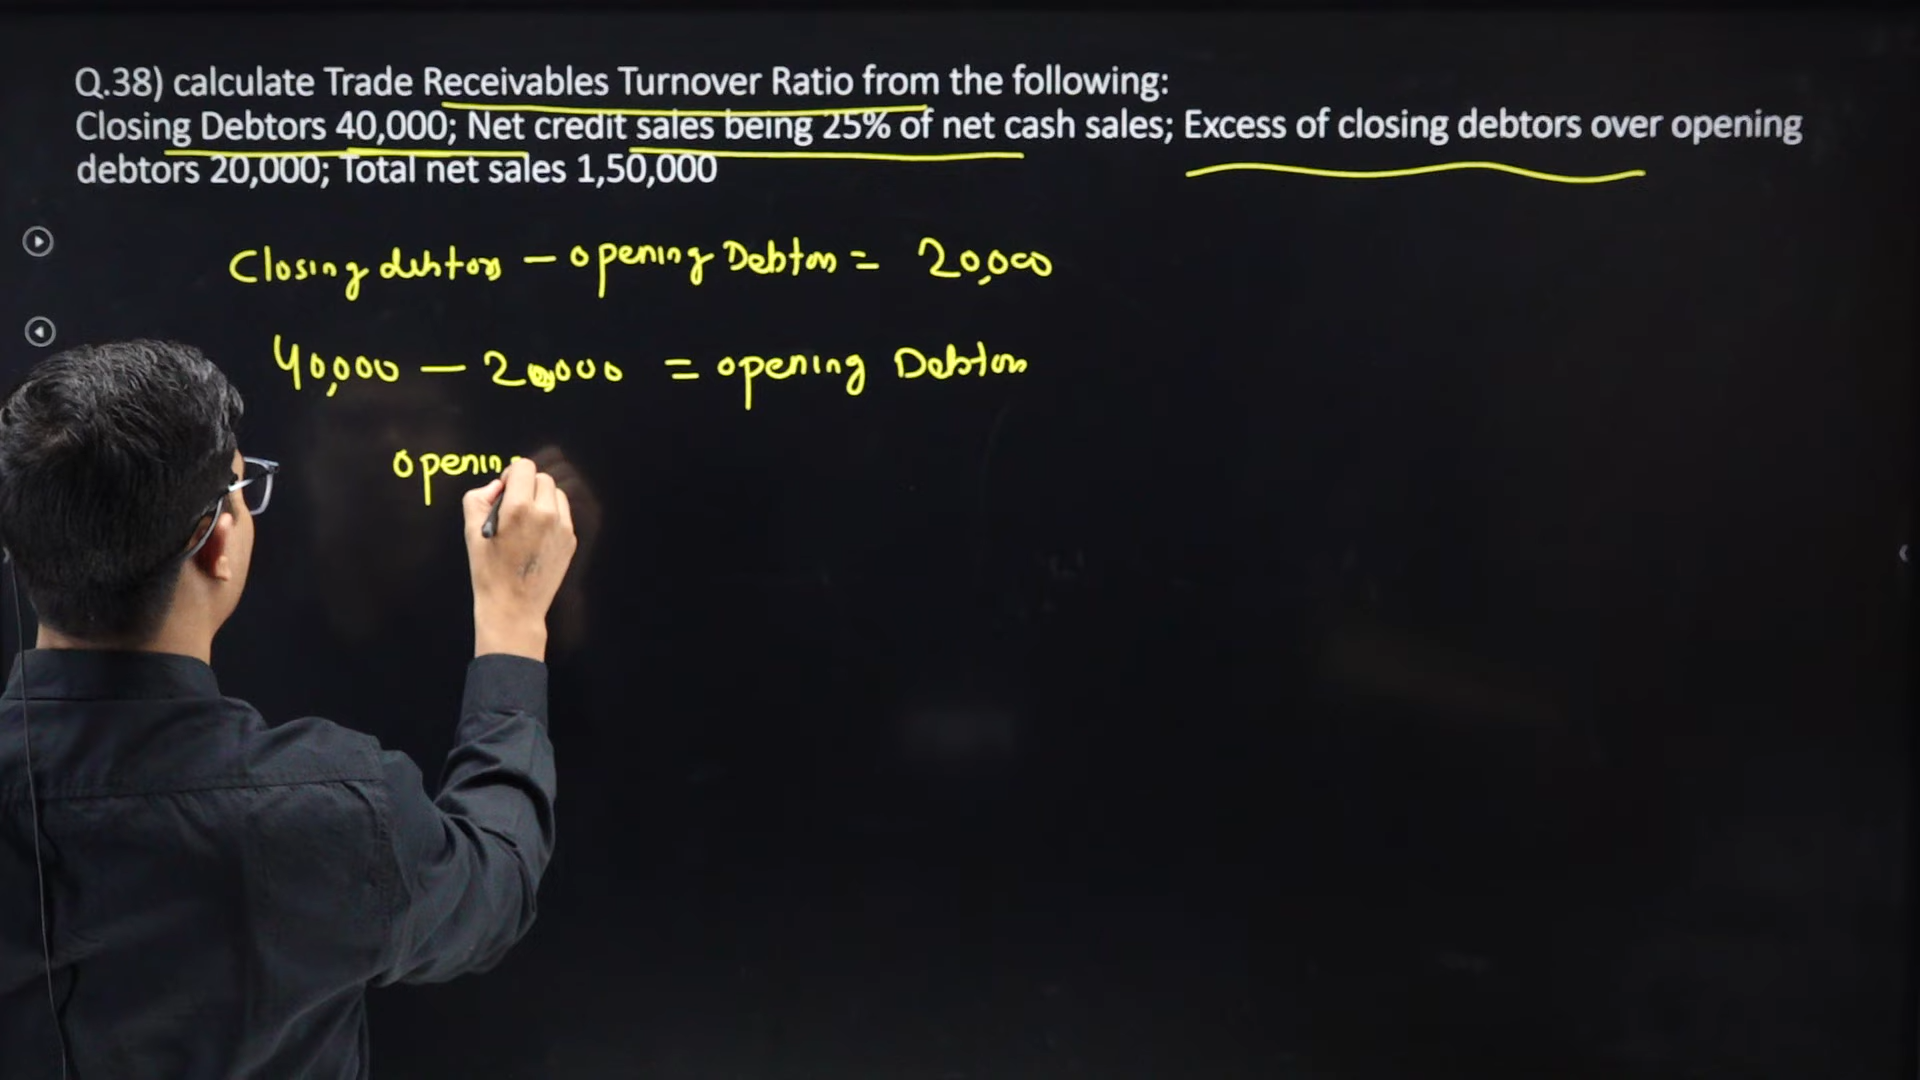 Q.38) calculate Trade Receivables Turnover Ratio from the following:
Closing Debtors 40,000; Net credit sales being 25% of net cash sales; Excess of closing debtors over opening
debtors 20,000; Total net sales 1,50,000
Closing debtors - opening Debtors = 20,000
40,000 - 20,000 = opening Debtors
opening